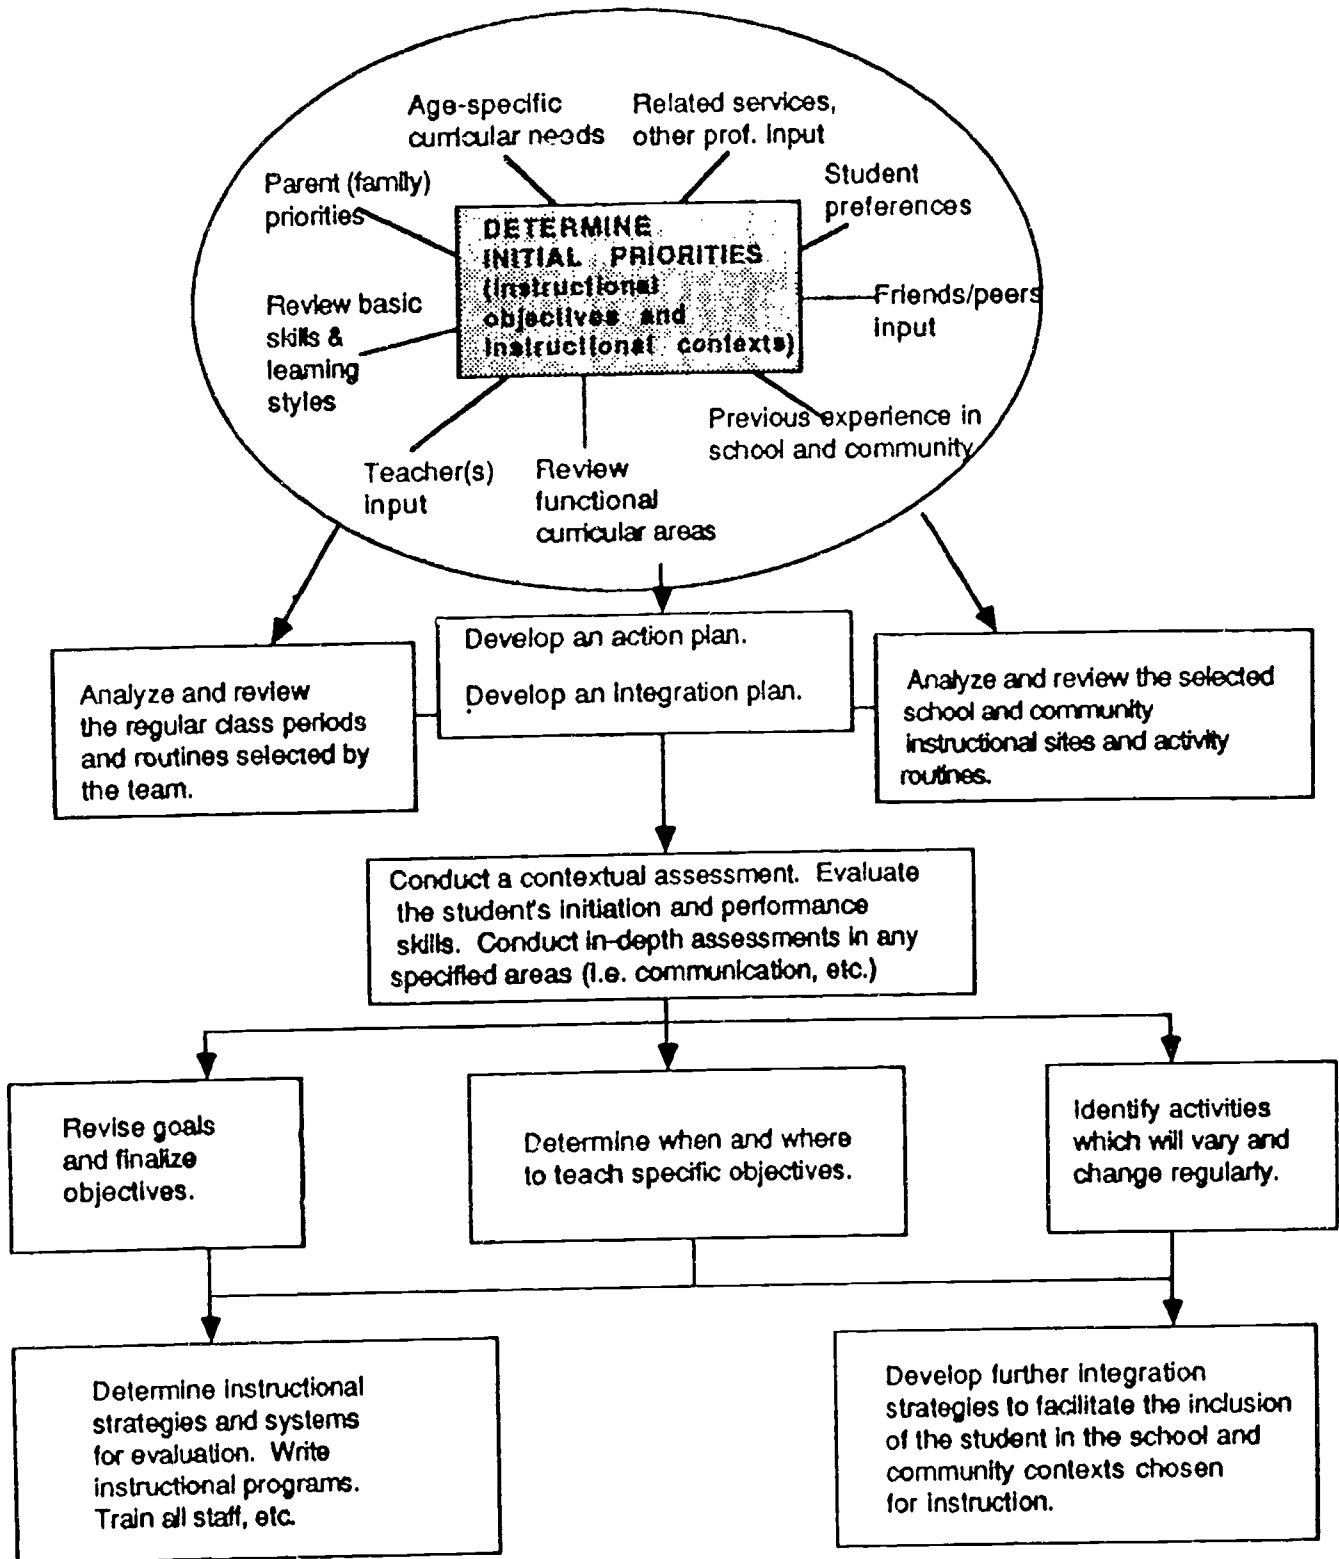 Age-specific
curricular needs
Related services,
other prof. input
Parent (family)
priorities
Student
preferences
DETERMINE
INITIAL PRIORITIES
(instructional
objectives and
instructional contexts)
Friends/peers
input
Review basic
skills &
learning
styles
Previous experience in
school and community
Teacher(s)
input
Review
functional
curricular areas
Develop an action plan.
Develop an integration plan.
Analyze and review
the regular class periods
and routines selected by
the team.
Analyze and review the selected
school and community
instructional sites and activity
routines.
Conduct a contextual assessment. Evaluate
the student's initiation and performance
skills. Conduct in-depth assessments in any
specified areas (i.e. communication, etc.)
Revise goals
and finalize
objectives.
Determine when and where
to teach specific objectives.
Identify activities
which will vary and
change regularly.
Determine instructional
strategies and systems
for evaluation. Write
instructional programs.
Train all staff, etc.
Develop further integration
strategies to facilitate the inclusion
of the student in the school and
community contexts chosen
for instruction.